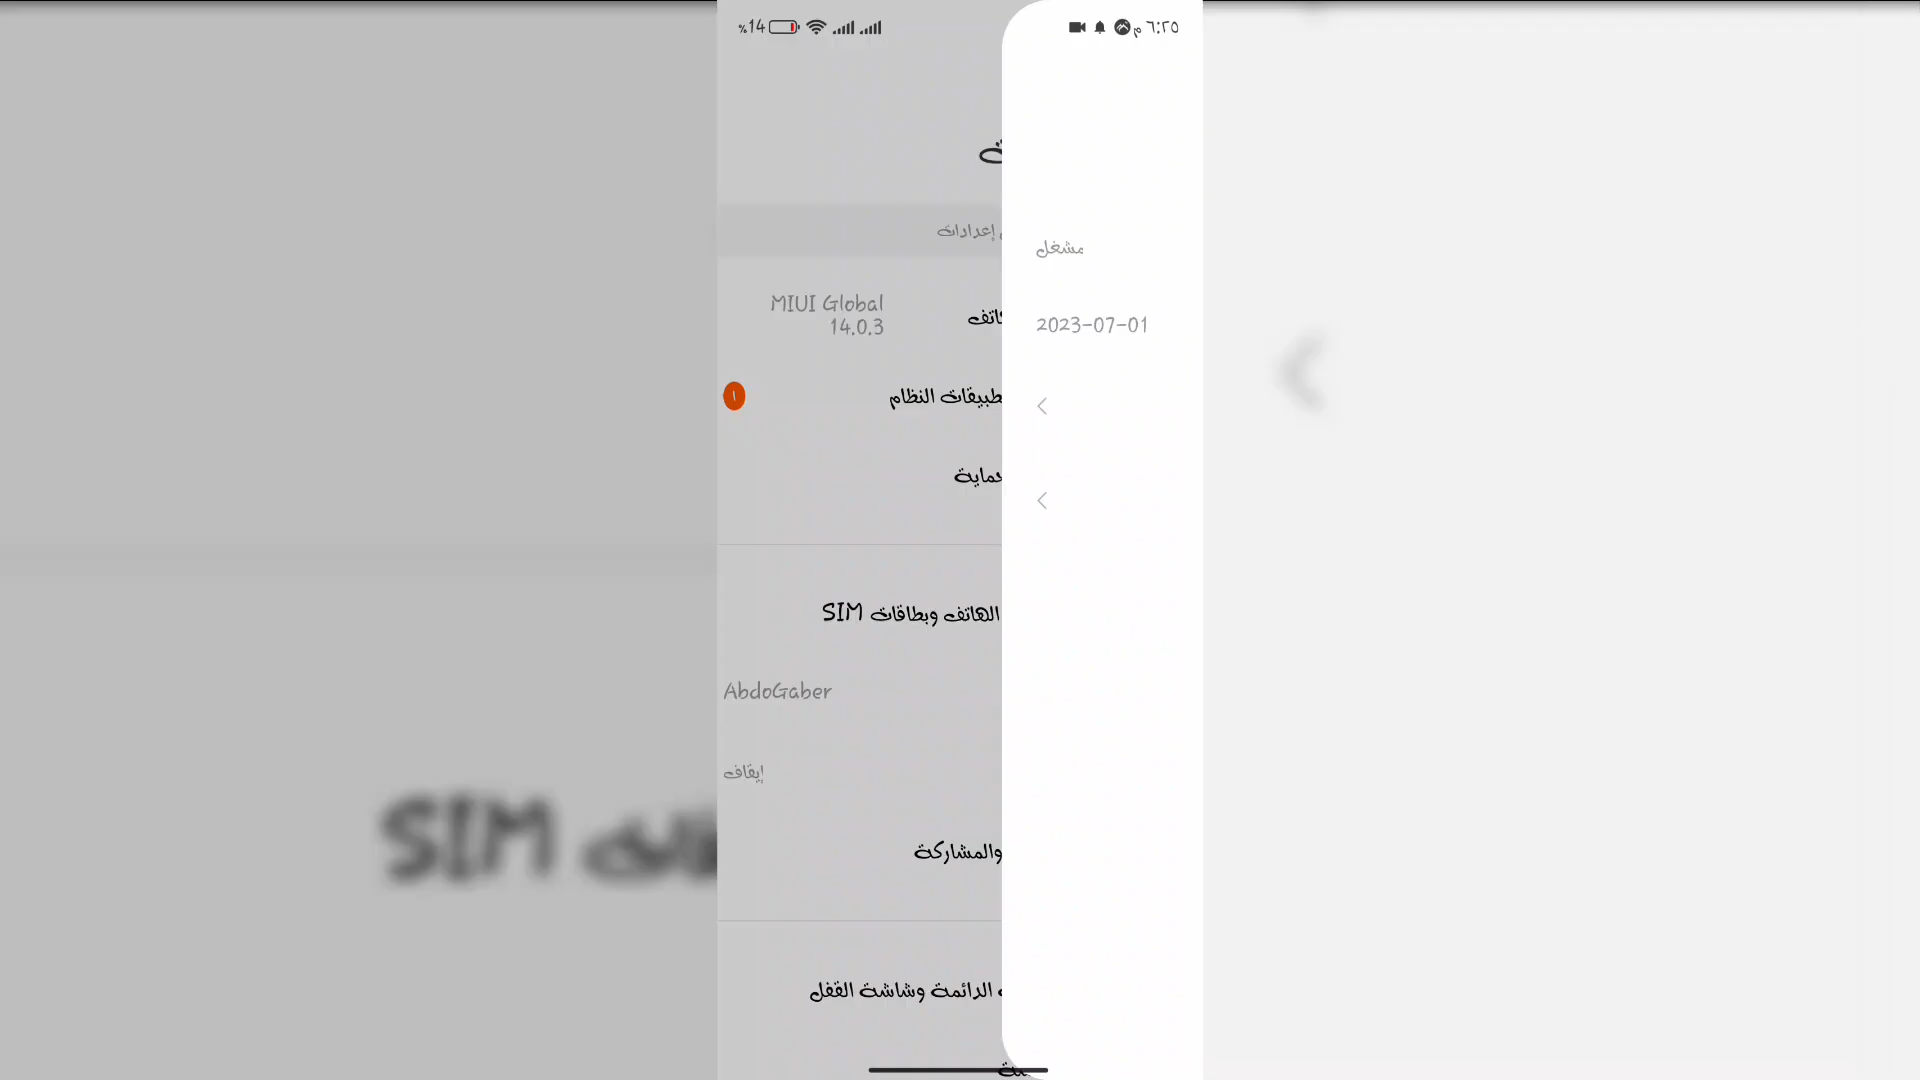 %14
٦:٢٥ م
ت
إعدادات
مشغل
MIUI Global
14.0.3
2023-07-01
طبيقات النظام
١
حماية
الهاتف وبطاقات SIM
AbdoGaber
إيقاف
والمشاركة
الدائمة وشاشة القفل
SIM